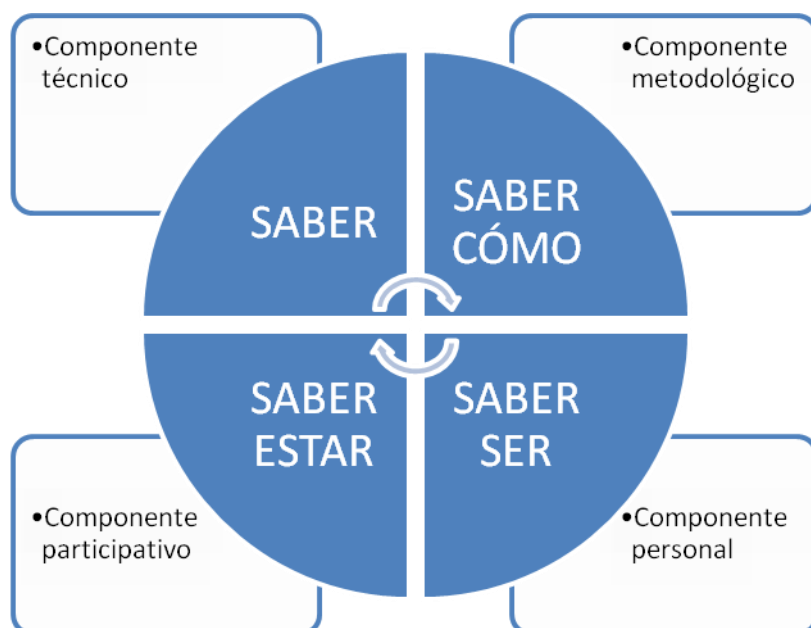 •Componente
técnico
•Componente
metodológico
SABER
SABER
CÓMO
SABER
ESTAR
SABER
SER
•Componente
participativo
•Componente
personal